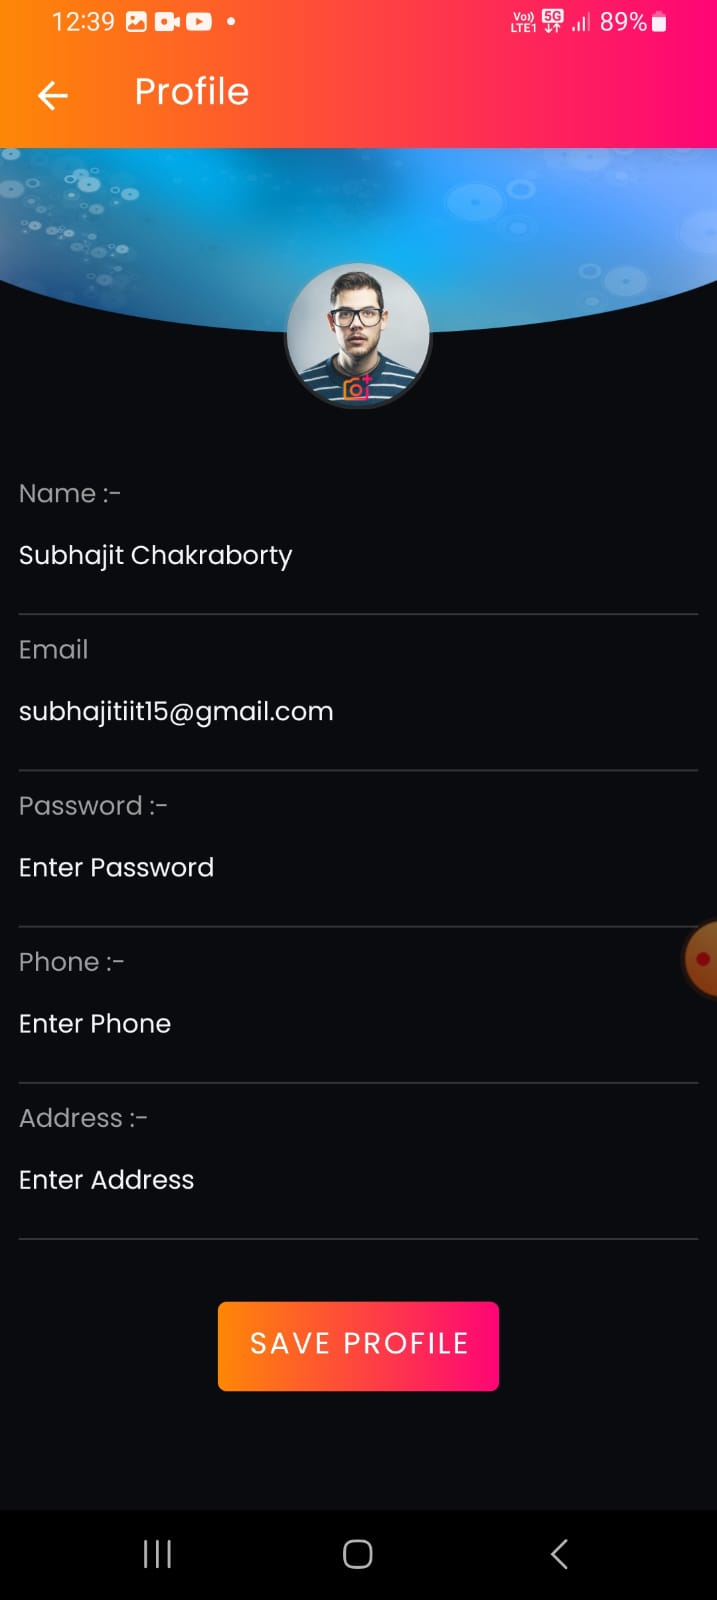 12:39 Vo) 5G 89%
LTE1
Profile
Name :-
Subhajit Chakraborty
Email
subhajitiit15@gmail.com
Password :-
Enter Password
Phone :-
Enter Phone
Address :-
Enter Address
SAVE PROFILE